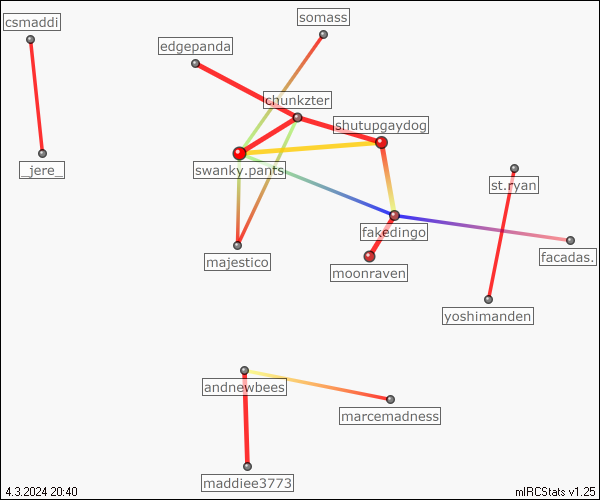 csmaddi
somass
edgepanda
chunkzter
shutupgaydog
_jere_
swanky.pants
st.ryan
fakedingo
majestico
facadas.
moonraven
yoshimanden
andnewbees
marcemadness
maddiee3773
4.3.2024 20:40
mIRCStats v1.25